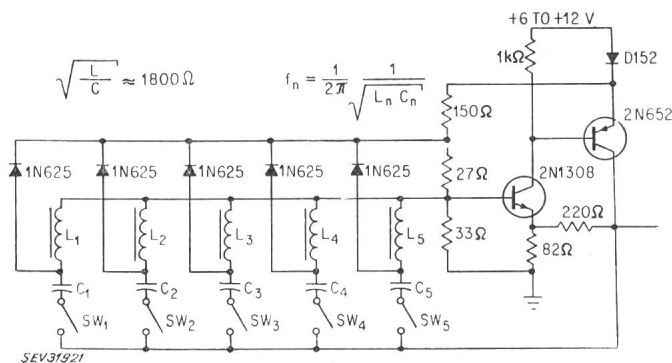 +6 TO +12 V
√L/C ≈ 1800Ω
fn = 1/2π 1/√Ln Cn
1kΩ
D152
150Ω
2N652
1N625
1N625
1N625
1N625
1N625
27Ω
2N1308
L1
L2
L3
L4
L5
33Ω
220Ω
82Ω
C1
C2
C3
C4
C5
SW1
SW2
SW3
SW4
SW5
SEV31921